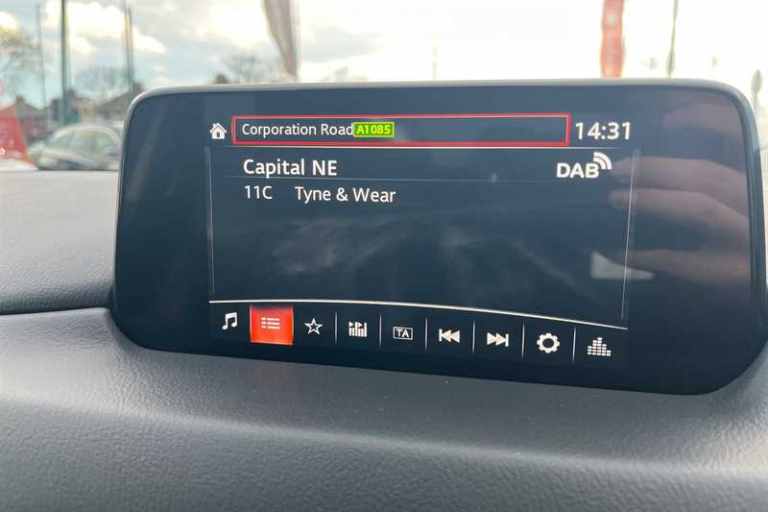 Corporation Road A1085 14:31
Capital NE DAB
11C Tyne & Wear
TA